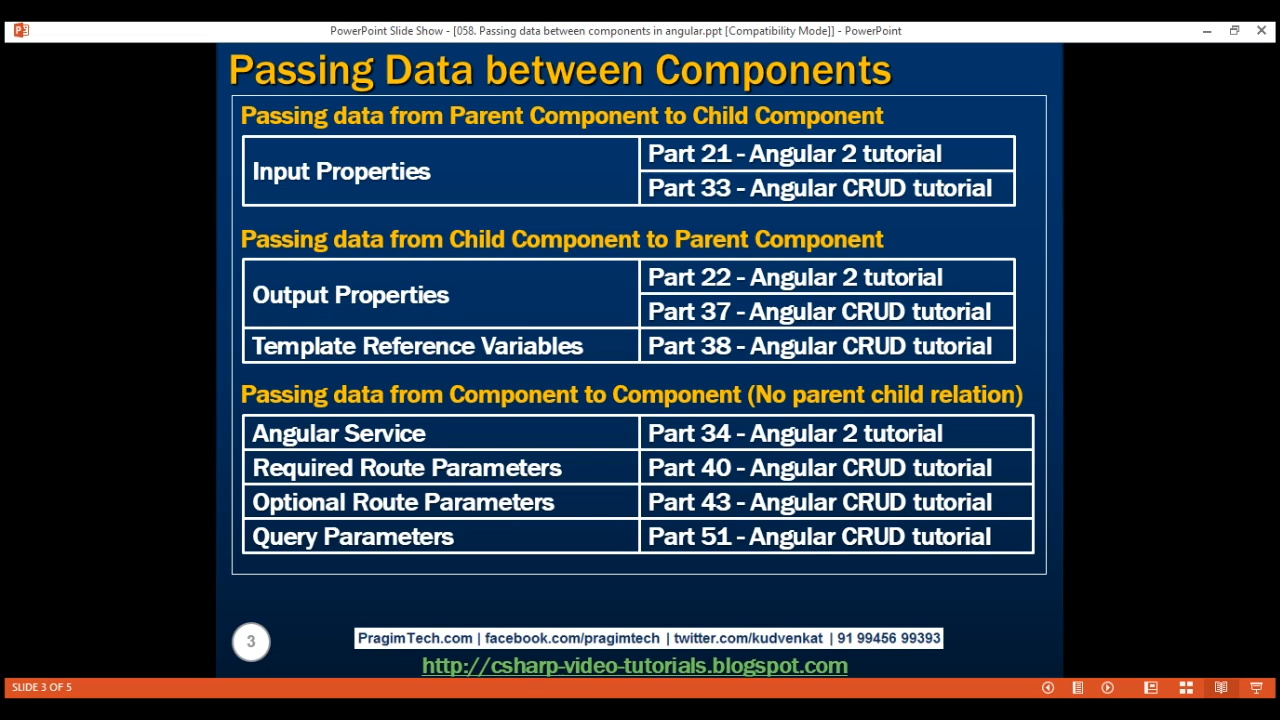 PowerPoint Slide Show - [058. Passing data between components in angular.ppt [Compatibility Mode]] - PowerPoint
Passing Data between Components
Passing data from Parent Component to Child Component
Input Properties
Part 21 - Angular 2 tutorial
Part 33 - Angular CRUD tutorial
Passing data from Child Component to Parent Component
Output Properties
Part 22 - Angular 2 tutorial
Part 37 - Angular CRUD tutorial
Template Reference Variables
Part 38 - Angular CRUD tutorial
Passing data from Component to Component (No parent child relation)
Angular Service
Part 34 - Angular 2 tutorial
Required Route Parameters
Part 40 - Angular CRUD tutorial
Optional Route Parameters
Part 43 - Angular CRUD tutorial
Query Parameters
Part 51 - Angular CRUD tutorial
3
PragimTech.com | facebook.com/pragimtech | twitter.com/kudvenkat | 91 99456 99393
http://csharp-video-tutorials.blogspot.com
SLIDE 3 OF 5